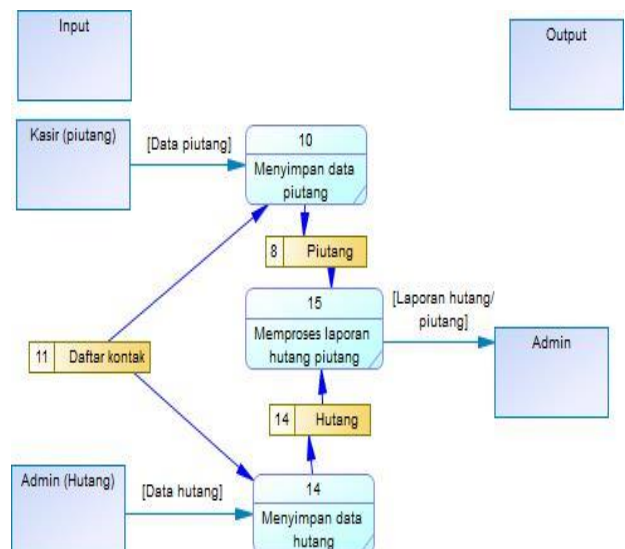 Input
Output
Kasir (piutang)
[Data piutang]
10
Menyimpan data
piutang
8 Piutang
15
Memproses laporan
hutang piutang
[Laporan hutang/
piutang]
Admin
11 Daftar kontak
14 Hutang
Admin (Hutang)
[Data hutang]
14
Menyimpan data
hutang